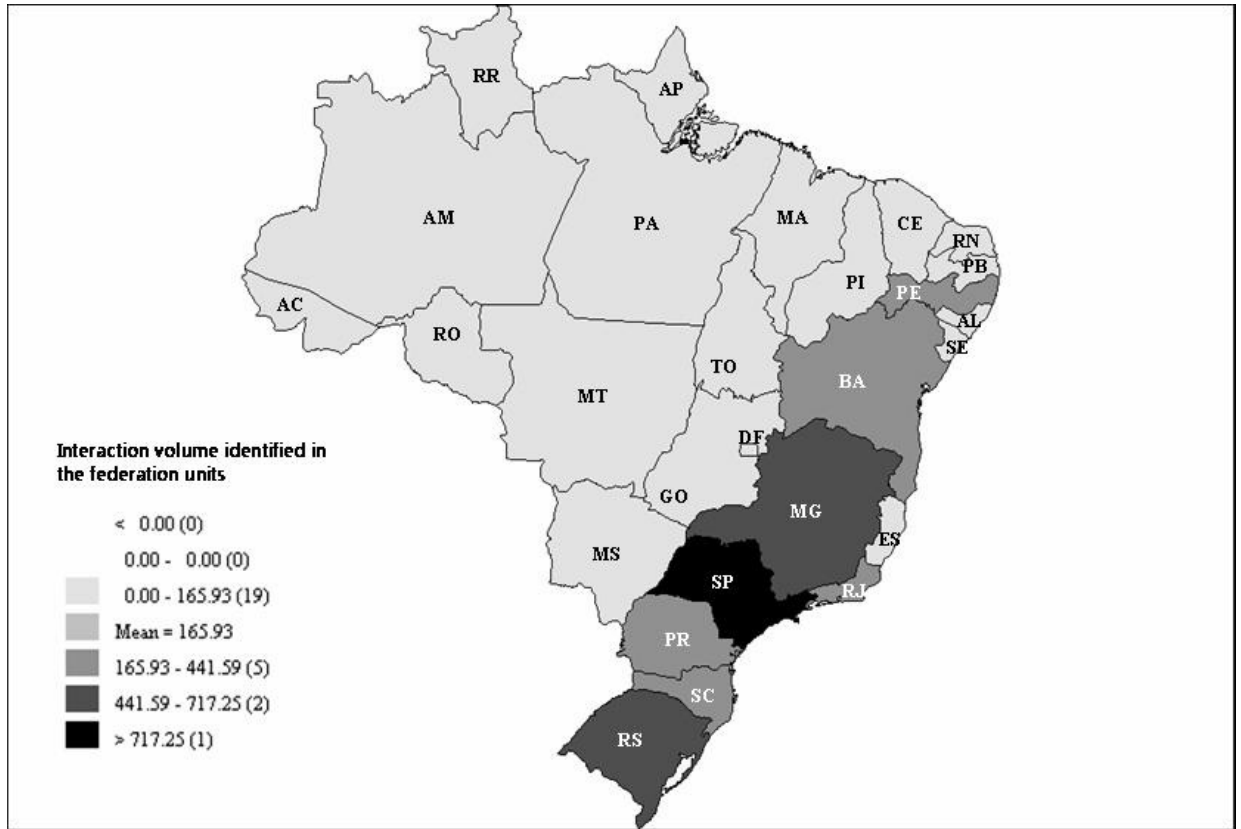 RR
AP
AM
PA
MA
CE
RN
PB
PI
PE
AC
AL
RO
SE
TO
BA
MT
DF
Interaction volume identified in
the federation units
GO
MG
< 0.00 (0)
ES
0.00 - 0.00 (0)
MS
SP
RJ
0.00 - 165.93 (19)
Mean = 165.93
PR
165.93 - 441.59 (5)
SC
441.59 - 717.25 (2)
RS
> 717.25 (1)